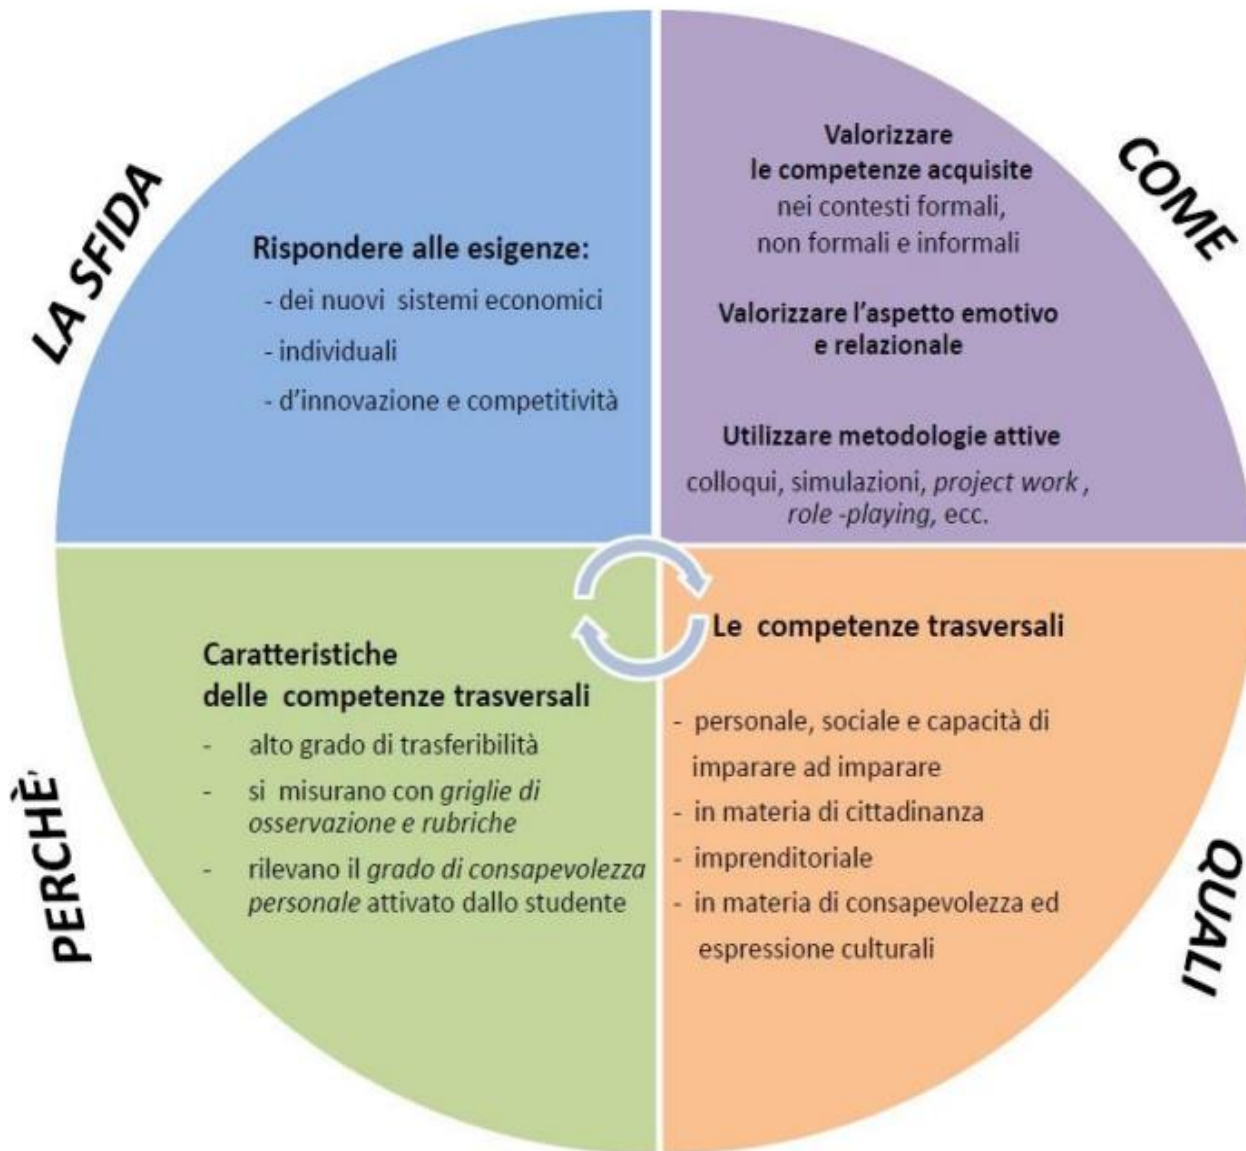 LA SFIDA
Rispondere alle esigenze:
- dei nuovi sistemi economici
- individuali
- d'innovazione e competitività
COME
Valorizzare
le competenze acquisite
nei contesti formali,
non formali e informali
Valorizzare l'aspetto emotivo
e relazionale
Utilizzare metodologie attive
colloqui, simulazioni, project work ,
role -playing, ecc.
PERCHÈ
Caratteristiche
delle competenze trasversali
- alto grado di trasferibilità
- si misurano con griglie di
osservazione e rubriche
- rilevano il grado di consapevolezza
personale attivato dallo studente
QUALI
Le competenze trasversali
- personale, sociale e capacità di
imparare ad imparare
- in materia di cittadinanza
- imprenditoriale
- in materia di consapevolezza ed
espressione culturali